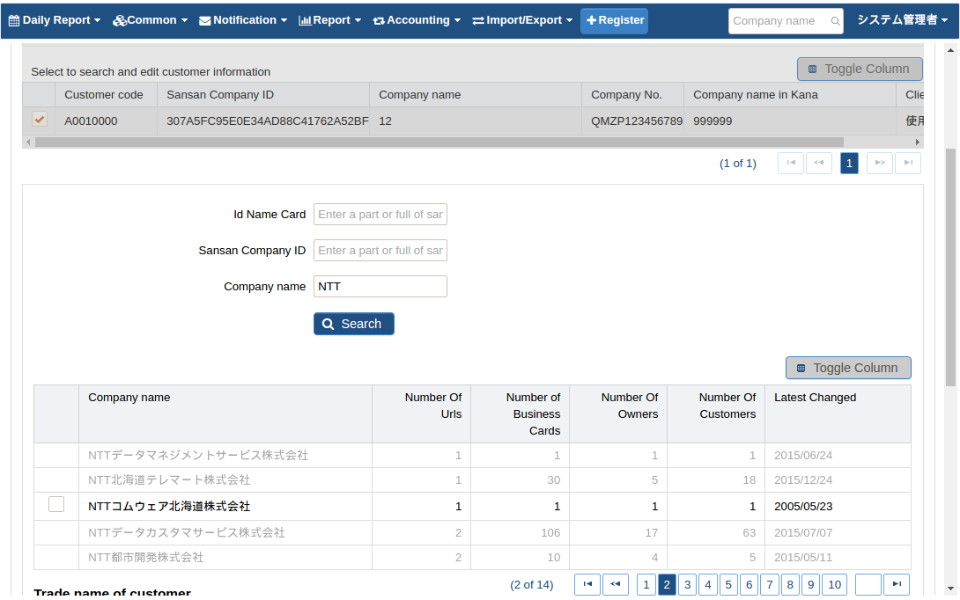 Daily Report Common Notification Report Accounting Import/Export Register Company name システム管理者
Select to search and edit customer information Toggle Column
Customer code Sansan Company ID Company name Company No. Company name in Kana Clie
A0010000 307A5FC95E0E34AD88C41762A52BF 12 QMZP123456789 999999 使用
(1 of 1) 1
Id Name Card Enter a part or full of sar
Sansan Company ID Enter a part or full of sar
Company name NTT
Search
Toggle Column
Company name Number Of Urls Number of Business Cards Number Of Owners Number Of Customers Latest Changed
NTTデータマネジメントサービス株式会社 1 1 1 1 2015/06/24
NTT北海道テレマート株式会社 1 30 5 18 2015/12/24
NTTコムウェア北海道株式会社 1 1 1 1 2005/05/23
NTTデータカスタマサービス株式会社 2 106 17 63 2015/07/07
NTT都市開発株式会社 2 10 4 5 2015/05/11
(2 of 14) 1 2 3 4 5 6 7 8 9 10
Trade name of customer